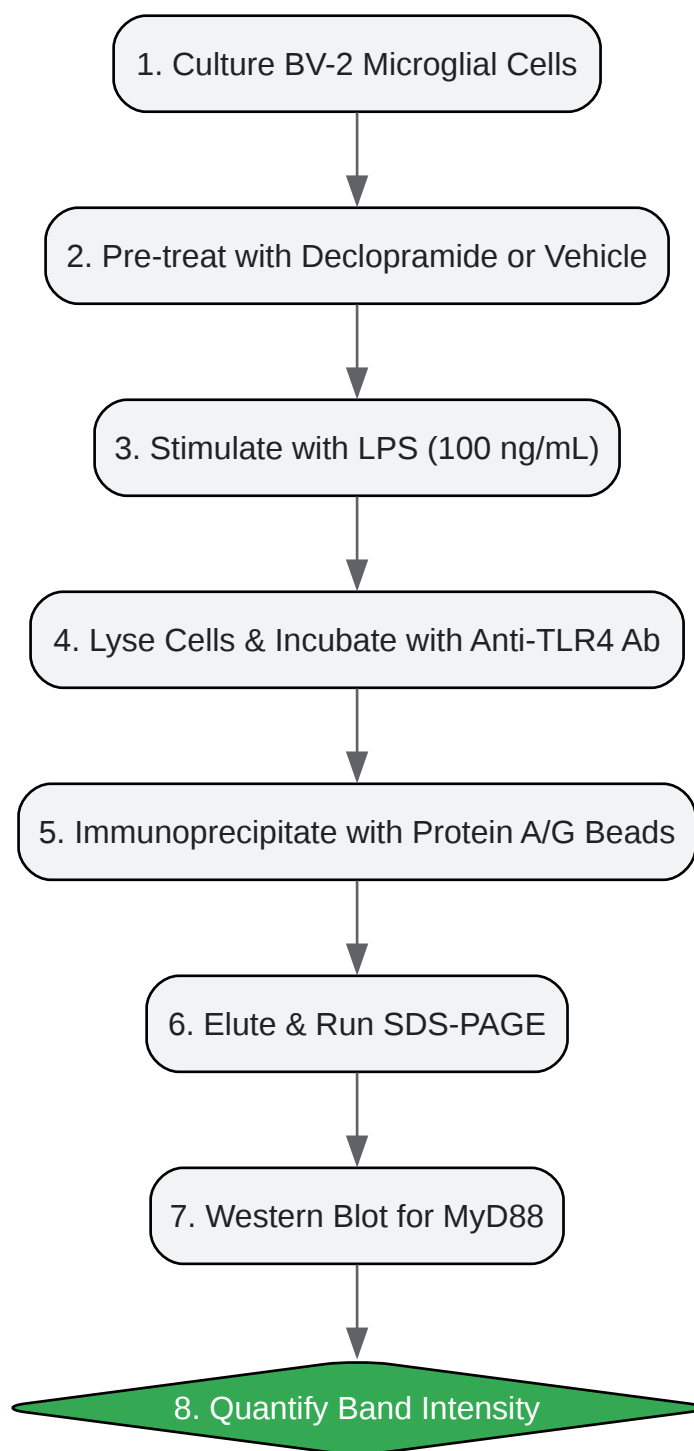 1. Culture BV-2 Microglial Cells
2. Pre-treat with Declopramide or Vehicle
3. Stimulate with LPS (100 ng/mL)
4. Lyse Cells & Incubate with Anti-TLR4 Ab
5. Immunoprecipitate with Protein A/G Beads
6. Elute & Run SDS-PAGE
7. Western Blot for MyD88
8. Quantify Band Intensity